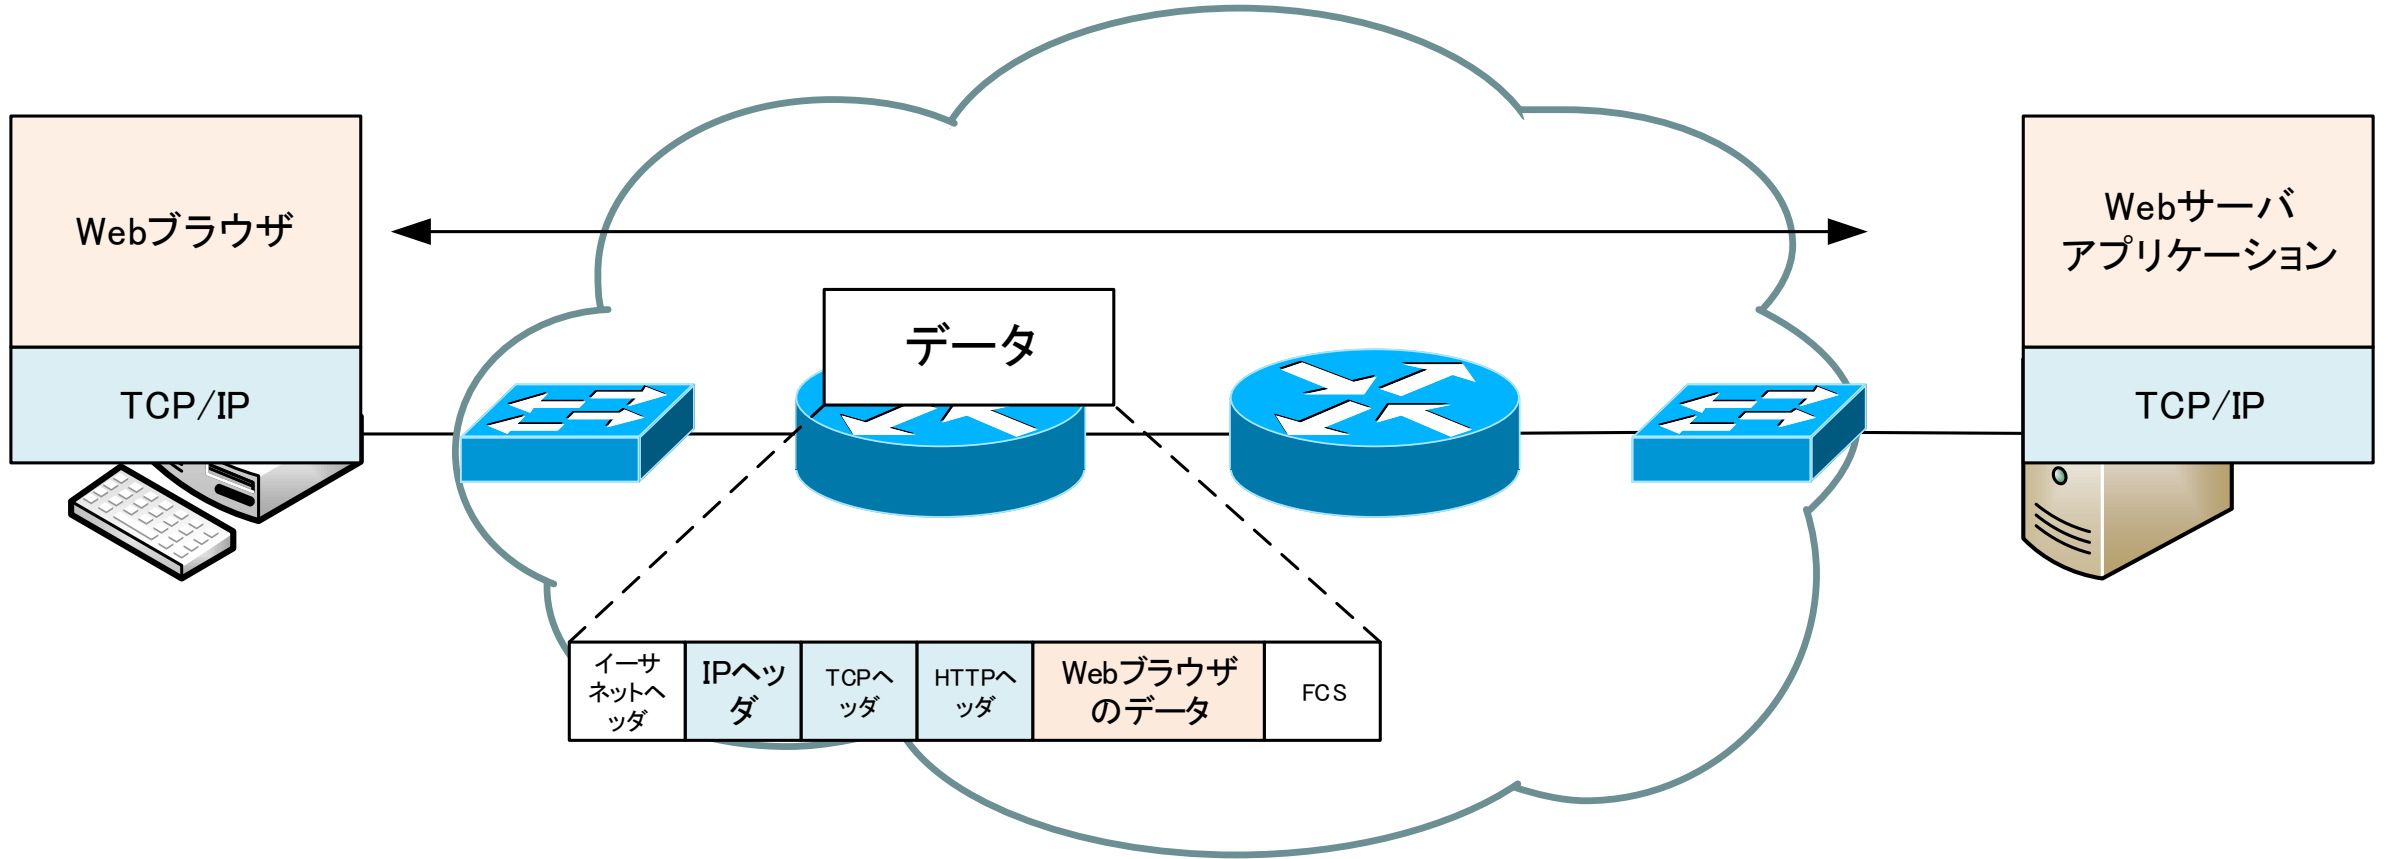 Webブラウザ
TCP/IP
データ
Webサーバ
アプリケーション
TCP/IP
イーサ
ネットヘ
ッダ
IPヘッ
ダ
TCPヘ
ッダ
HTTPヘ
ッダ
Webブラウザ
のデータ
FCS